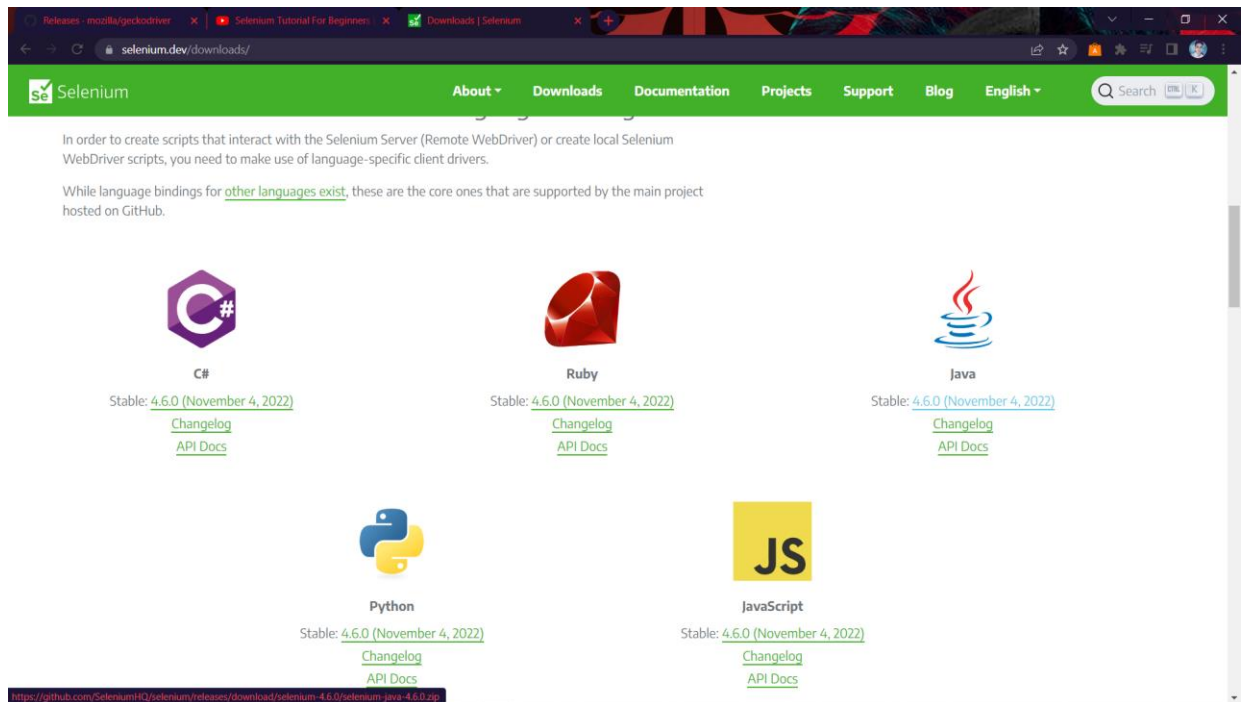 Releases · mozilla/geckodriver
Selenium Tutorial For Beginners
Downloads | Selenium
selenium.dev/downloads/
Se Selenium
About
Downloads
Documentation
Projects
Support
Blog
English
Search CTRL K
In order to create scripts that interact with the Selenium Server (Remote WebDriver) or create local Selenium
WebDriver scripts, you need to make use of language-specific client drivers.
While language bindings for other languages exist, these are the core ones that are supported by the main project
hosted on GitHub.
C#
C#
Stable: 4.6.0 (November 4, 2022)
Changelog
API Docs
Ruby
Stable: 4.6.0 (November 4, 2022)
Changelog
API Docs
Java
Stable: 4.6.0 (November 4, 2022)
Changelog
API Docs
Python
Stable: 4.6.0 (November 4, 2022)
Changelog
API Docs
JS
JavaScript
Stable: 4.6.0 (November 4, 2022)
Changelog
API Docs
https://github.com/SeleniumHQ/selenium/releases/download/selenium-4.6.0/selenium-java-4.6.0.zip